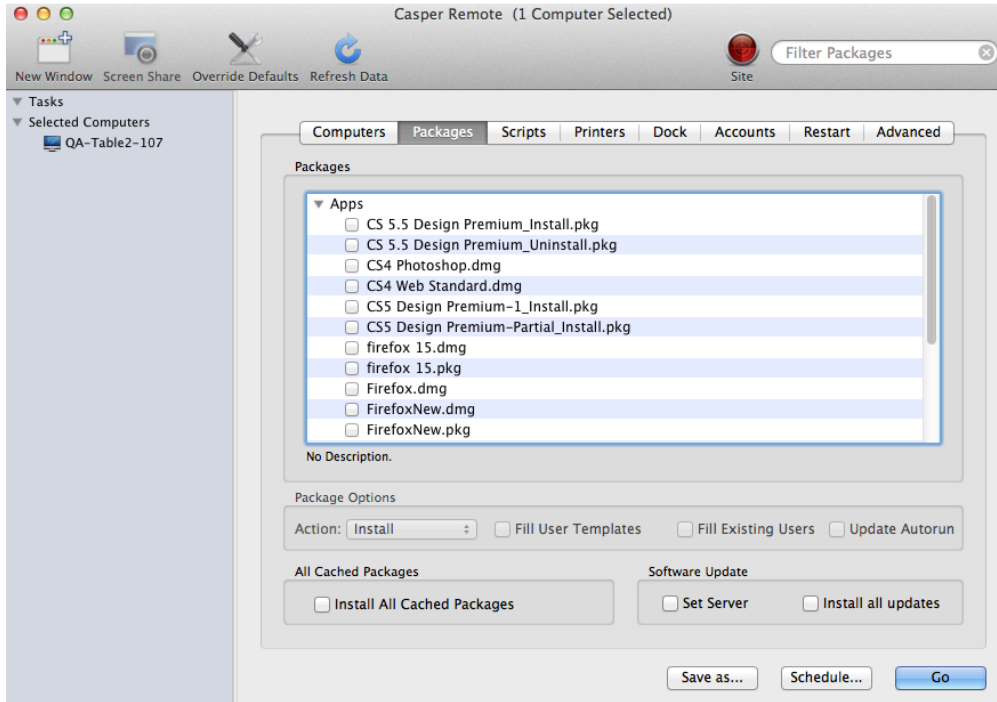 Casper Remote (1 Computer Selected)
New Window Screen Share Override Defaults Refresh Data Site Filter Packages
Tasks
Selected Computers
QA-Table2-107
Computers Packages Scripts Printers Dock Accounts Restart Advanced
Packages
Apps
CS 5.5 Design Premium_Install.pkg
CS 5.5 Design Premium_Uninstall.pkg
CS4 Photoshop.dmg
CS4 Web Standard.dmg
CS5 Design Premium-1_Install.pkg
CS5 Design Premium-Partial_Install.pkg
firefox 15.dmg
firefox 15.pkg
Firefox.dmg
FirefoxNew.dmg
FirefoxNew.pkg
No Description.
Package Options
Action: Install Fill User Templates Fill Existing Users Update Autorun
All Cached Packages Software Update
Install All Cached Packages Set Server Install all updates
Save as... Schedule... Go